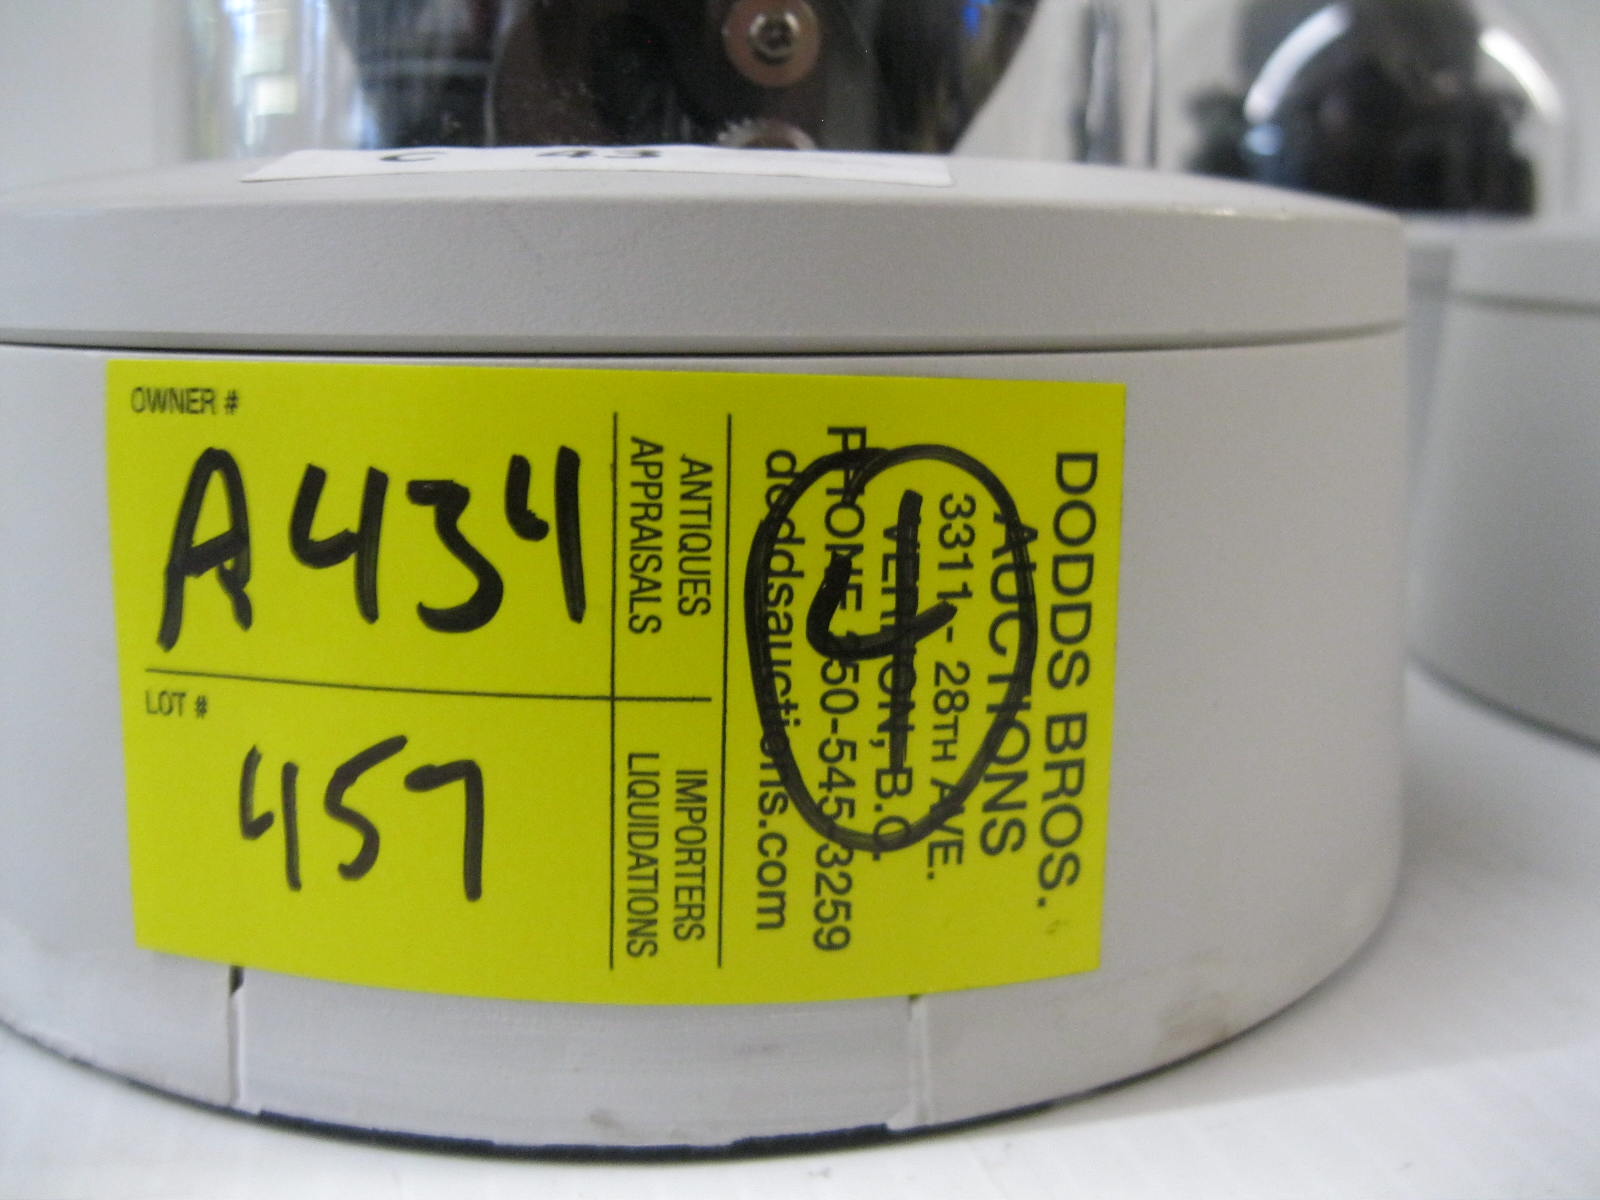 C 43
OWNER #
A434
LOT #
457
ANTIQUES
APPRAISALS
IMPORTERS
LIQUIDATIONS
DODDS BROS.
AUCTIONS
3311 - 28TH AVE.
VERNON, B.C.
PHONE 250-545-3259
doddsauctions.com